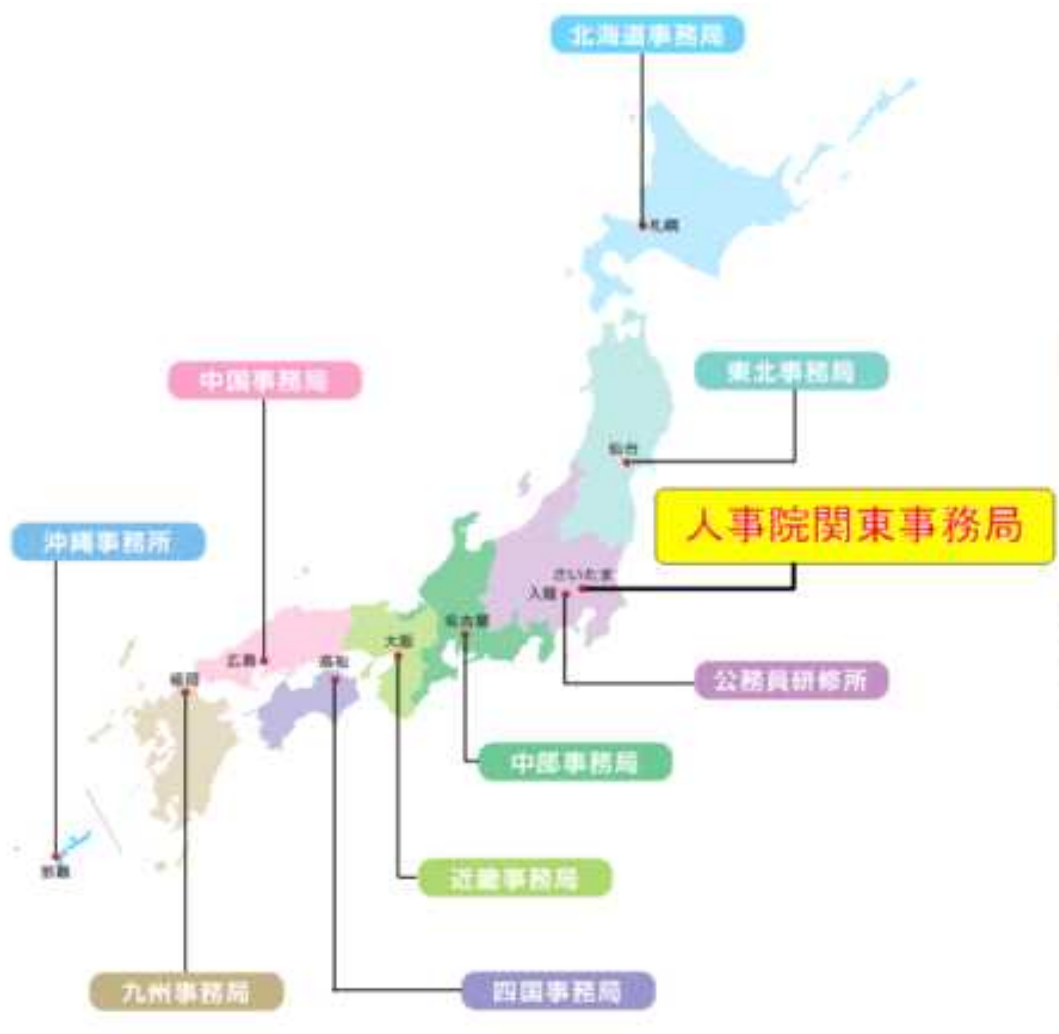 北海道事務局
札幌
中国事務局
東北事務局
仙台
人事院関東事務局
沖縄事務所
さいたま
入間
名古屋
大阪
広島
高松
福岡
公務員研修所
中部事務局
那覇
近畿事務局
九州事務局
四国事務局